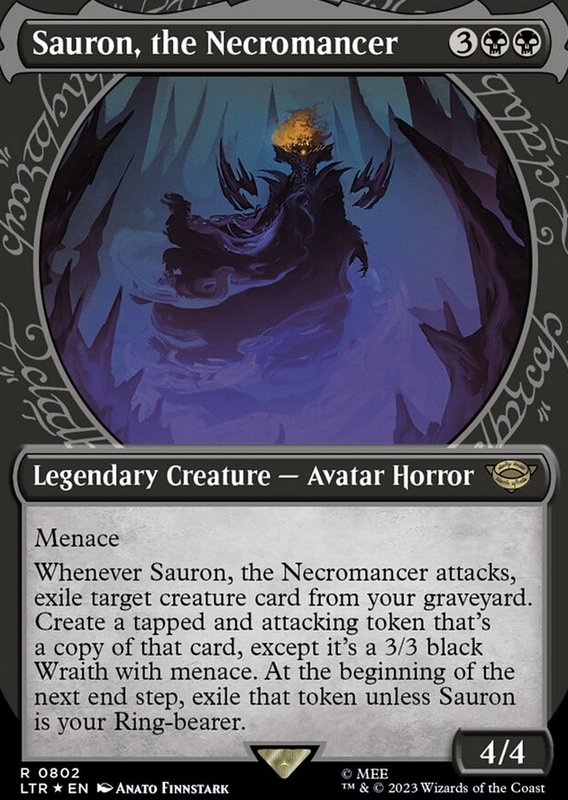 Sauron, the Necromancer 3
Legendary Creature — Avatar Horror
Menace
Whenever Sauron, the Necromancer attacks,
exile target creature card from your graveyard.
Create a tapped and attacking token that's
a copy of that card, except it's a 3/3 black
Wraith with menace. At the beginning of the
next end step, exile that token unless Sauron
is your Ring-bearer.
4/4
R 0802
LTR ★ EN Anato Finnstark
© MEE
™ & © 2023 Wizards of the Coast